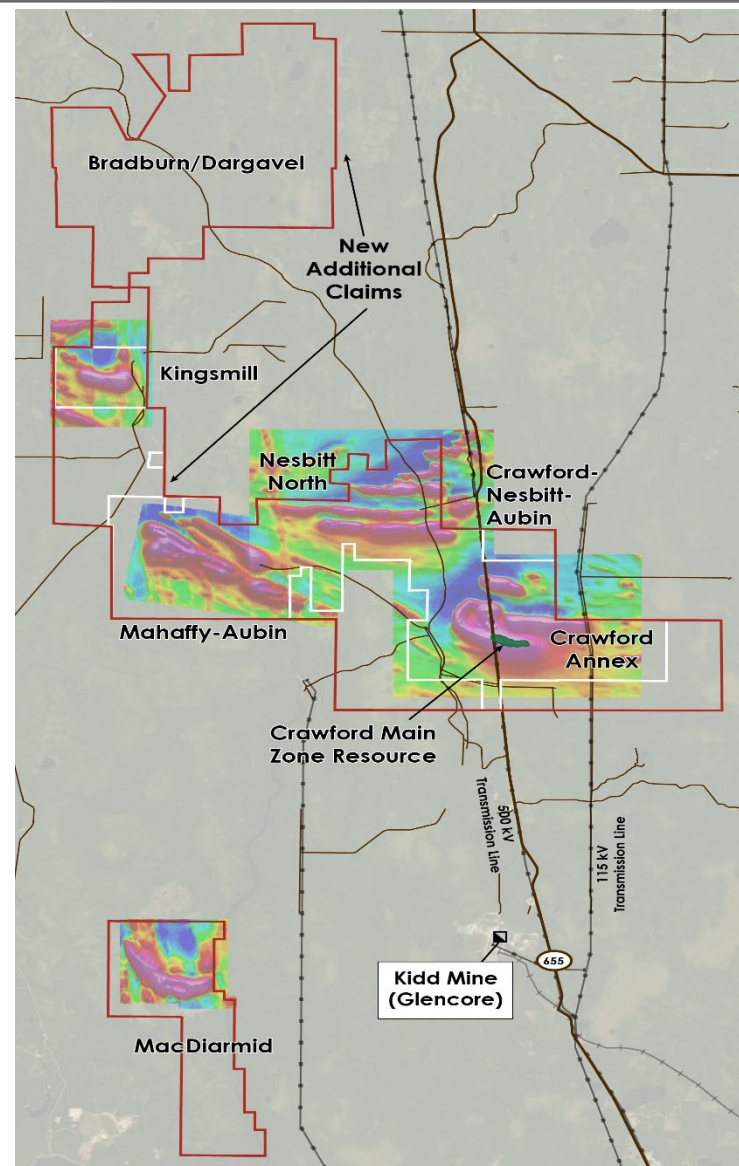 Bradburn/Dargavel
New
Additional
Claims
Kingsmill
Nesbitt
North
Crawford-
Nesbitt-
Aubin
Mahaffy-Aubin
Crawford
Annex
Crawford Main
Zone Resource
500 kV
Transmission Line
115 kV
Transmission Line
655
Kidd Mine
(Glencore)
MacDiarmid